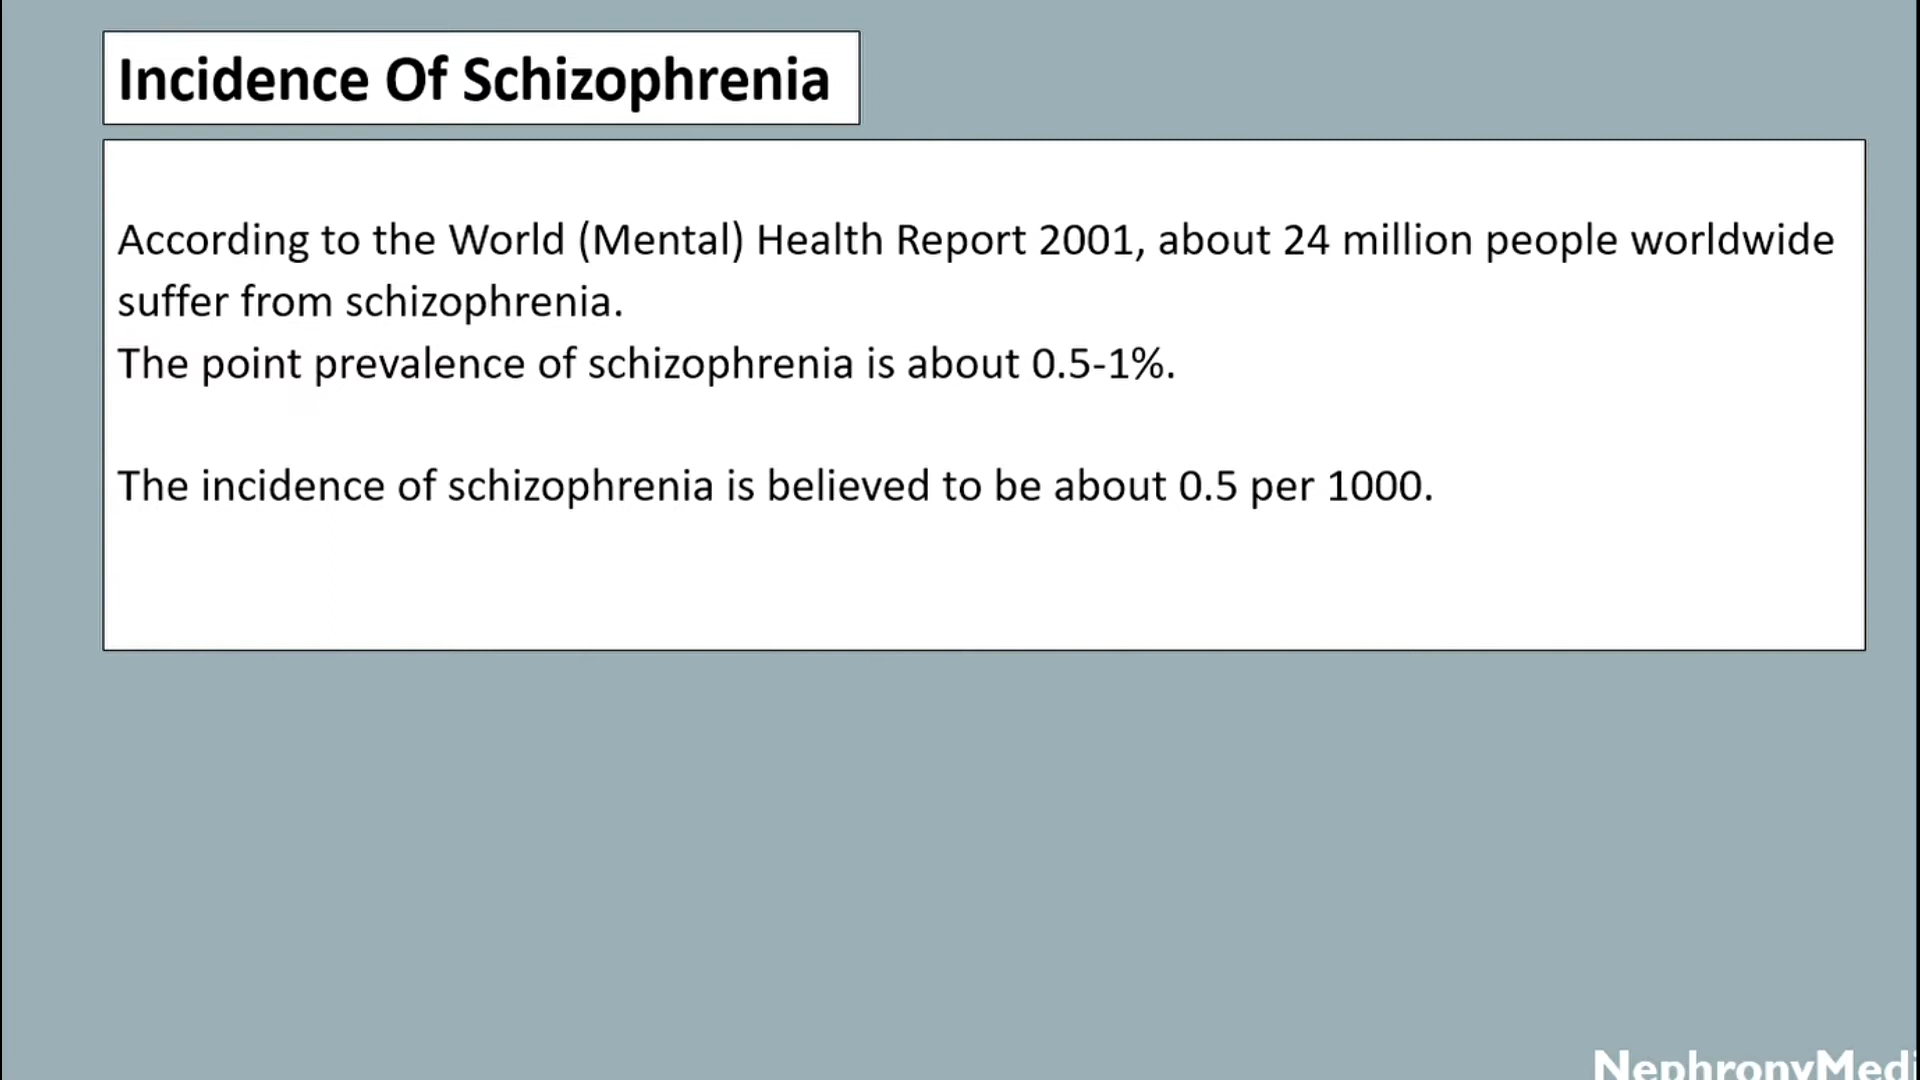 Incidence Of Schizophrenia
According to the World (Mental) Health Report 2001, about 24 million people worldwide
suffer from schizophrenia.
The point prevalence of schizophrenia is about 0.5-1%.
The incidence of schizophrenia is believed to be about 0.5 per 1000.
NephronyMedi